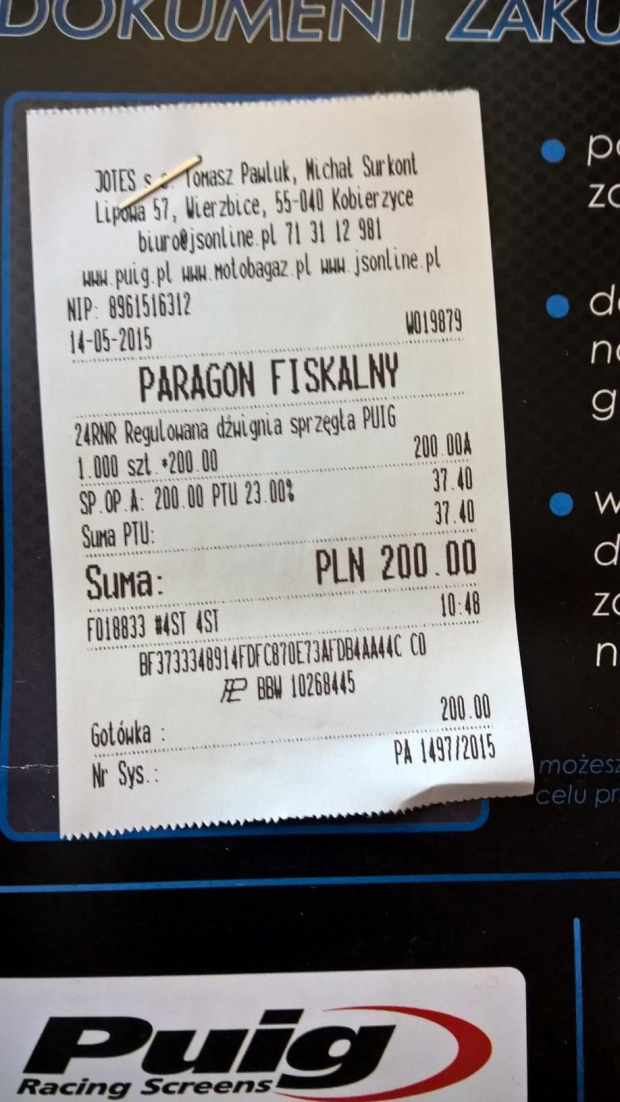 DOKUMENT ZAKU
JOTES s.c. Tomasz Pawluk, Michał Surkont
Lipowa 57, Wierzbice, 55-040 Kobierzyce
biuro@jsonline.pl 71 31 12 981
www.puig.pl www.motobagaz.pl www.jsonline.pl
NIP: 8961516312
14-05-2015 W019879
PARAGON FISKALNY
24RNR Regulowana dźwignia sprzęgła PUIG
1.000 szt.*200.00 200.00A
SP.OP.A: 200.00 PTU 23.00% 37.40
Suma PTU: 37.40
Suma: PLN 200.00
F018833 #4ST 4ST 10:48
BF3733348914FDFC870E73AFDB4AA44C CO
BBW 10268445
Gotówka : 200.00
Nr Sys.: PA 1497/2015
możesz
celu pr
Puig
Racing Screens